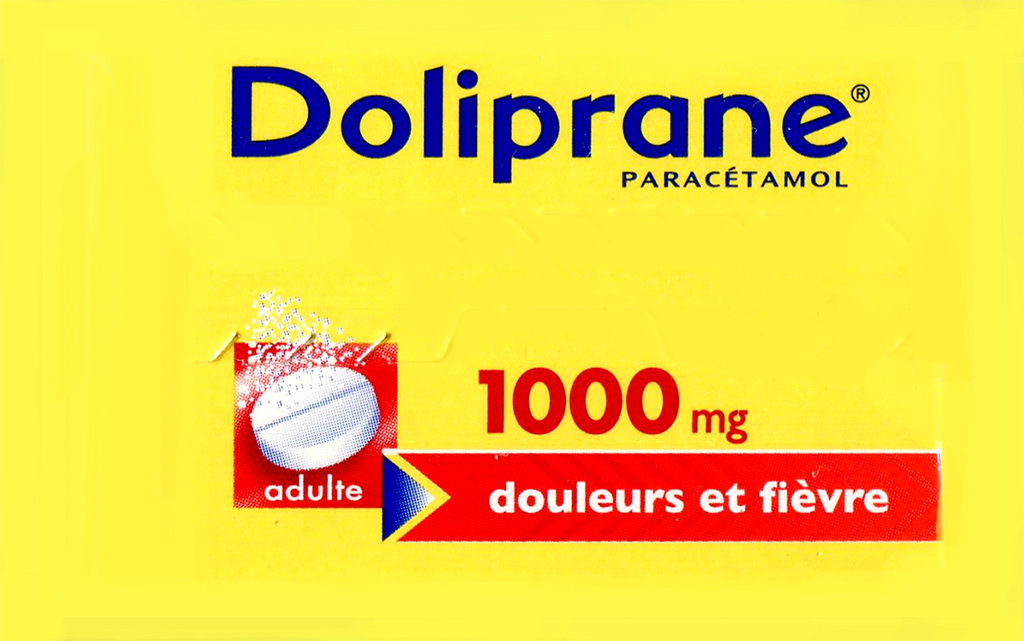 Doliprane®
PARACÉTAMOL
1000 mg
adulte
douleurs et fièvre